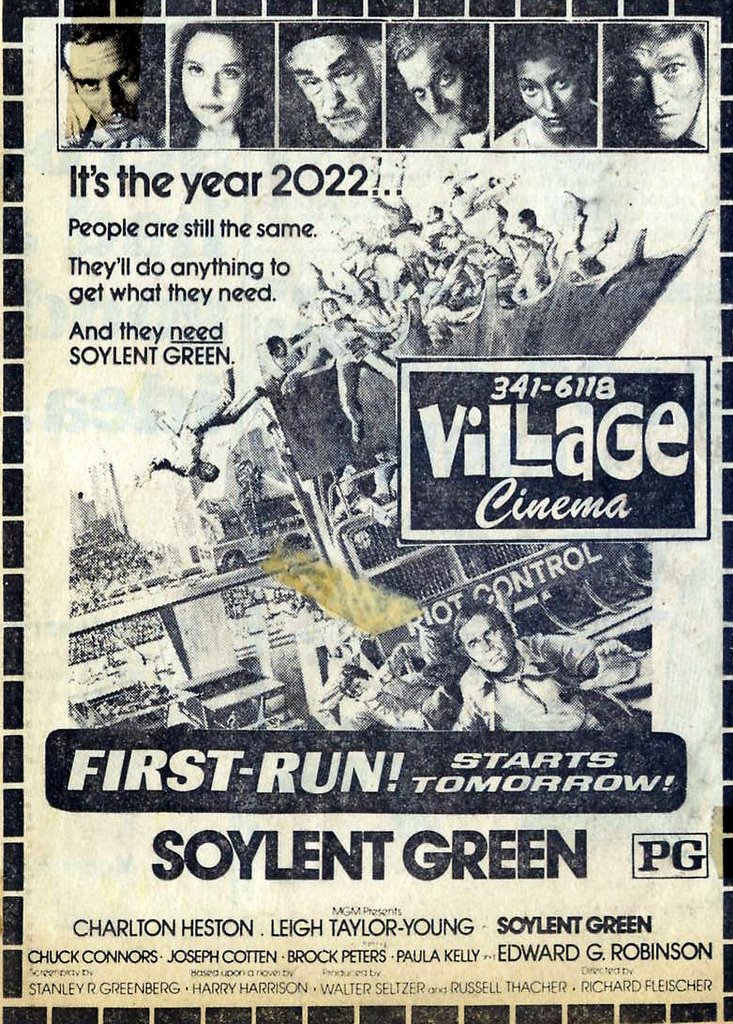 It's the year 2022...
People are still the same.
They'll do anything to
get what they need.
And they need
SOYLENT GREEN.
341-6118
ViLLaGe
Cinema
RIOT CONTROL
FIRST-RUN! STARTS
TOMORROW!
SOYLENT GREEN PG
MGM Presents
CHARLTON HESTON . LEIGH TAYLOR-YOUNG · SOYLENT GREEN
CHUCK CONNORS · JOSEPH COTTEN · BROCK PETERS · PAULA KELLY EDWARD G. ROBINSON
Screenplay by Based upon a novel by Produced by Directed by
STANLEY R. GREENBERG · HARRY HARRISON · WALTER SELTZER and RUSSELL THACHER · RICHARD FLEISCHER